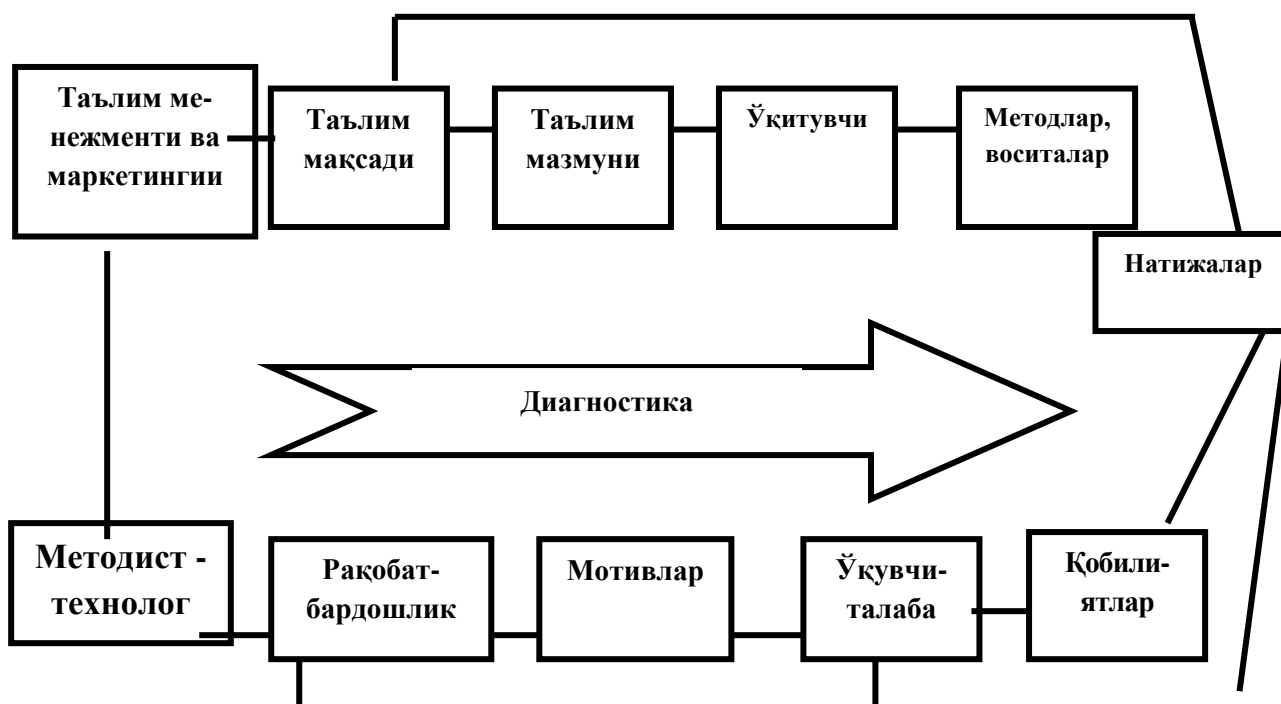 Таълим ме-
нежменти ва
маркетингии
Таълим
мақсади
Таълим
мазмуни
Ўқитувчи
Методлар,
воситалар
Натижалар
Диагностика
Методист -
технолог
Рақобат-
бардошлик
Мотивлар
Ўқувчи-
талаба
Қобили-
ятлар